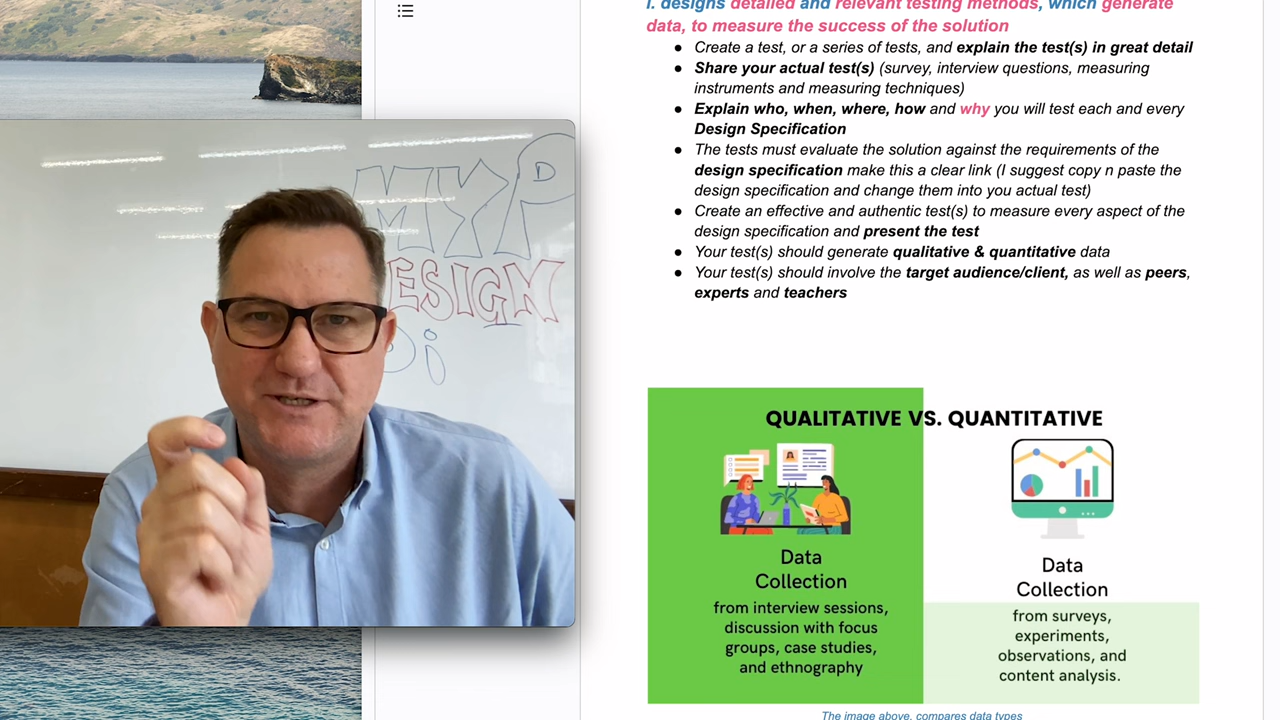 i. designs detailed and relevant testing methods, which generate
data, to measure the success of the solution
● Create a test, or a series of tests, and explain the test(s) in great detail
● Share your actual test(s) (survey, interview questions, measuring
instruments and measuring techniques)
● Explain who, when, where, how and why you will test each and every
Design Specification
● The tests must evaluate the solution against the requirements of the
design specification make this a clear link (I suggest copy n paste the
design specification and change them into you actual test)
● Create an effective and authentic test(s) to measure every aspect of the
design specification and present the test
● Your test(s) should generate qualitative & quantitative data
● Your test(s) should involve the target audience/client, as well as peers,
experts and teachers
MYP
DESIGN
Di
QUALITATIVE VS. QUANTITATIVE
Data
Collection
from interview sessions,
discussion with focus
groups, case studies,
and ethnography
Data
Collection
from surveys,
experiments,
observations, and
content analysis.
The image above, compares data types